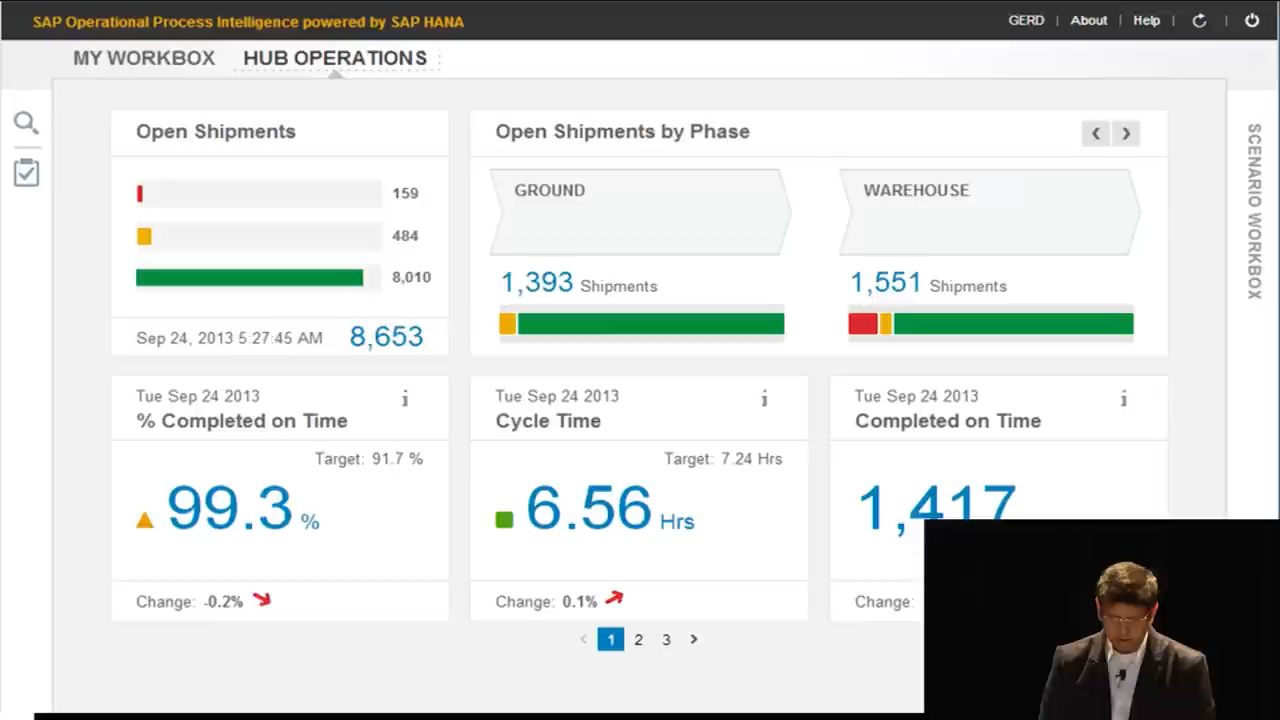 SAP Operational Process Intelligence powered by SAP HANA
GERD | About | Help
MY WORKBOX
HUB OPERATIONS
SCENARIO WORKBOX
Open Shipments
159
484
8,010
Sep 24, 2013 5:27:45 AM 8,653
Open Shipments by Phase
GROUND
1,393 Shipments
WAREHOUSE
1,551 Shipments
Tue Sep 24 2013
% Completed on Time
Target: 91.7 %
99.3 %
Change: -0.2%
Tue Sep 24 2013
Cycle Time
Target: 7.24 Hrs
6.56 Hrs
Change: 0.1%
Tue Sep 24 2013
Completed on Time
1,417
Change:
1 2 3